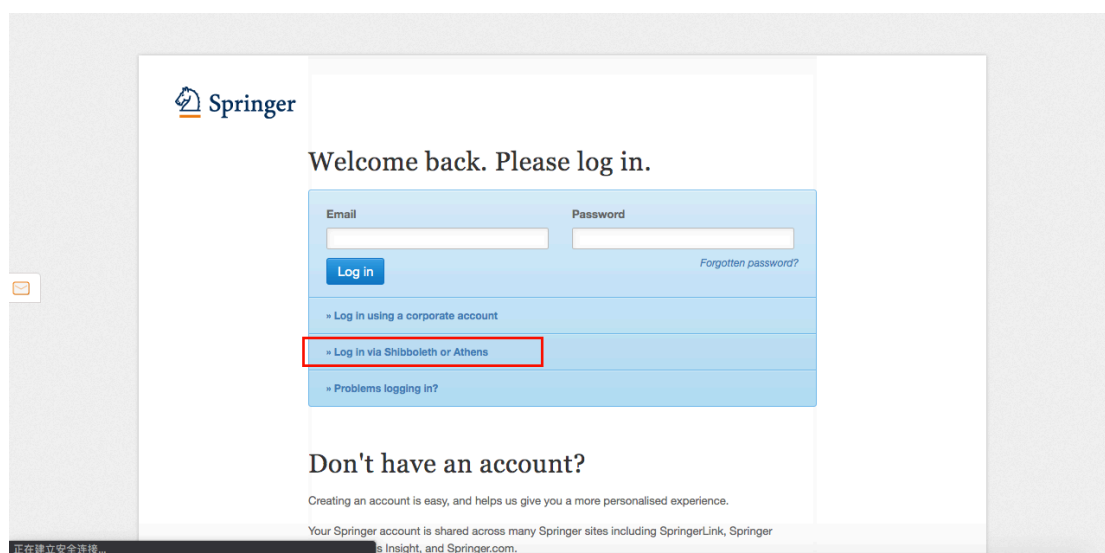 Springer
Welcome back. Please log in.
Email Password
Log in Forgotten password?
» Log in using a corporate account
» Log in via Shibboleth or Athens
» Problems logging in?
Don't have an account?
Creating an account is easy, and helps us give you a more personalised experience.
Your Springer account is shared across many Springer sites including SpringerLink, Springer
正在建立安全连接... s Insight, and Springer.com.